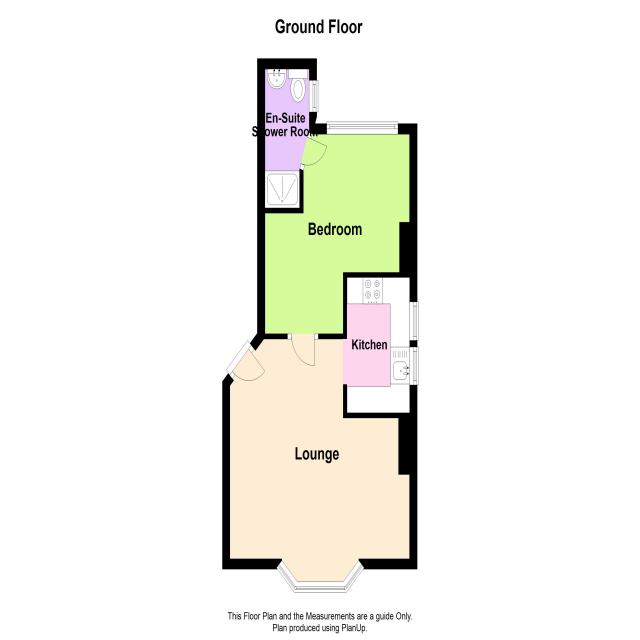 Ground Floor
En-Suite
Shower Room
Bedroom
Kitchen
Lounge
This Floor Plan and the Measurements are a guide Only.
Plan produced using PlanUp.